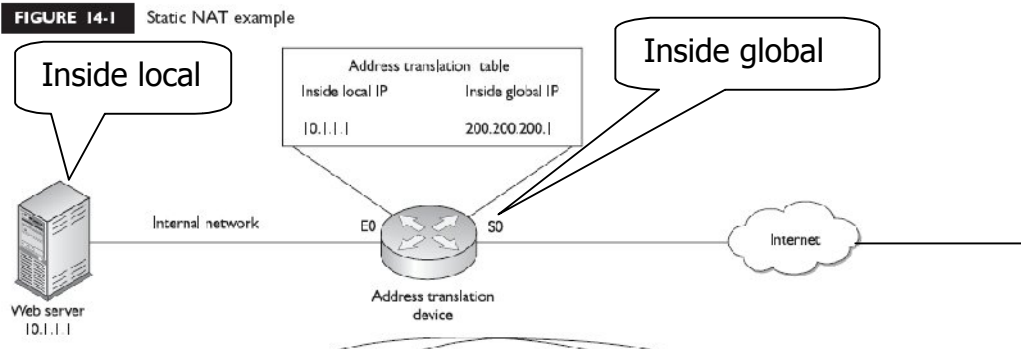 FIGURE 14-1 Static NAT example
Inside local
Inside global
Address translation table
Inside local IP Inside global IP
10.1.1.1 200.200.200.1
Internal network
E0
S0
Internet
Web server
10.1.1.1
Address translation
device